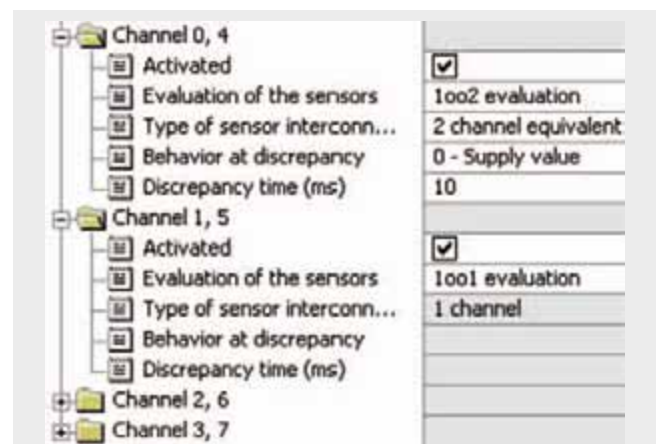 Channel 0, 4
Activated
Evaluation of the sensors 1oo2 evaluation
Type of sensor interconn... 2 channel equivalent
Behavior at discrepancy 0 - Supply value
Discrepancy time (ms) 10
Channel 1, 5
Activated
Evaluation of the sensors 1oo1 evaluation
Type of sensor interconn... 1 channel
Behavior at discrepancy
Discrepancy time (ms)
Channel 2, 6
Channel 3, 7